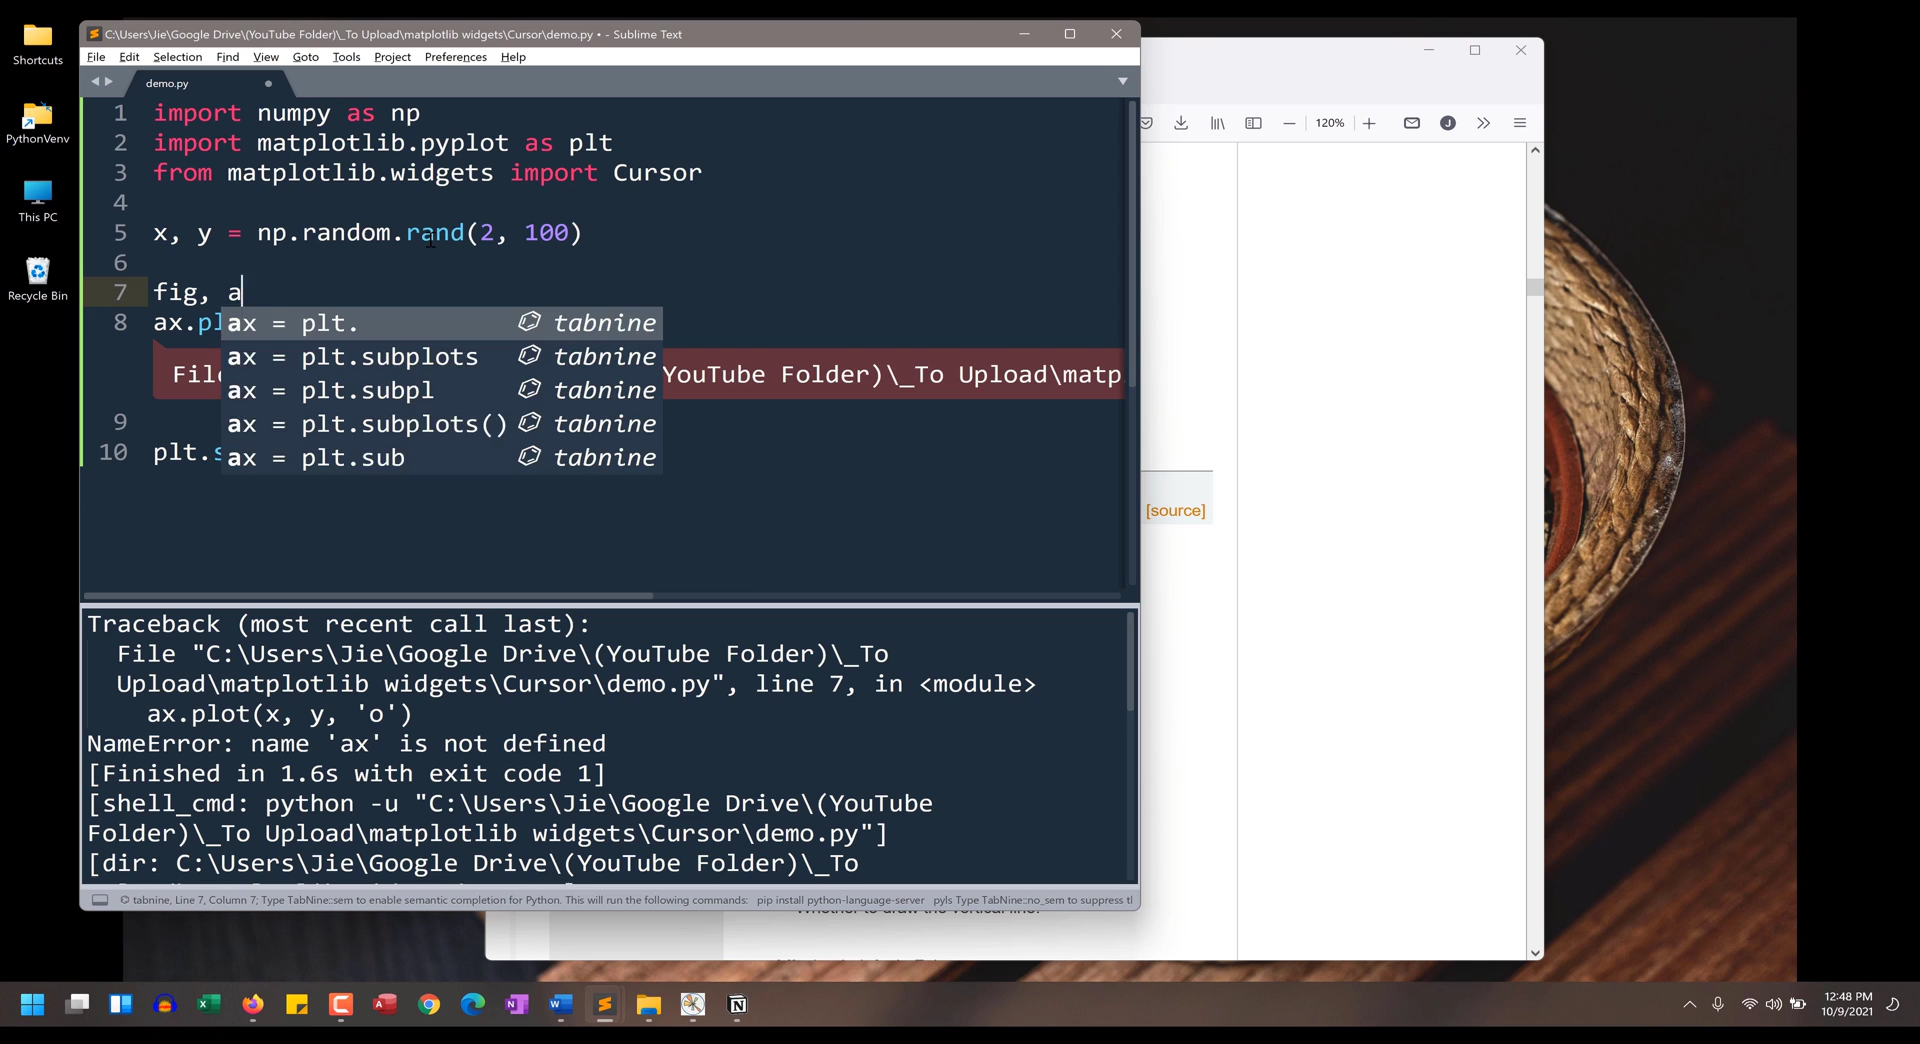 Shortcuts
PythonVenv
This PC
Recycle Bin
C:\Users\Jie\Google Drive\(YouTube Folder)\_To Upload\matplotlib widgets\Cursor\demo.py • - Sublime Text
File Edit Selection Find View Goto Tools Project Preferences Help
demo.py
1 import numpy as np
2 import matplotlib.pyplot as plt
3 from matplotlib.widgets import Cursor
4
5 x, y = np.random.rand(2, 100)
6
7 fig, a
8 ax.pl
ax = plt. tabnine
ax = plt.subplots tabnine
ax = plt.subpl tabnine
ax = plt.subplots() tabnine
ax = plt.sub tabnine
File YouTube Folder)\_To Upload\matp
9
10 plt.s
Traceback (most recent call last):
File "C:\Users\Jie\Google Drive\(YouTube Folder)\_To
Upload\matplotlib widgets\Cursor\demo.py", line 7, in <module>
ax.plot(x, y, 'o')
NameError: name 'ax' is not defined
[Finished in 1.6s with exit code 1]
[shell_cmd: python -u "C:\Users\Jie\Google Drive\(YouTube
Folder)\_To Upload\matplotlib widgets\Cursor\demo.py"]
[dir: C:\Users\Jie\Google Drive\(YouTube Folder)\_To
tabnine, Line 7, Column 7; Type TabNine::sem to enable semantic completion for Python. This will run the following commands: pip install python-language-server pyls Type TabNine::no_sem to suppress tl
120%
J
[source]
Whether to draw the vertical line.
12:48 PM
10/9/2021